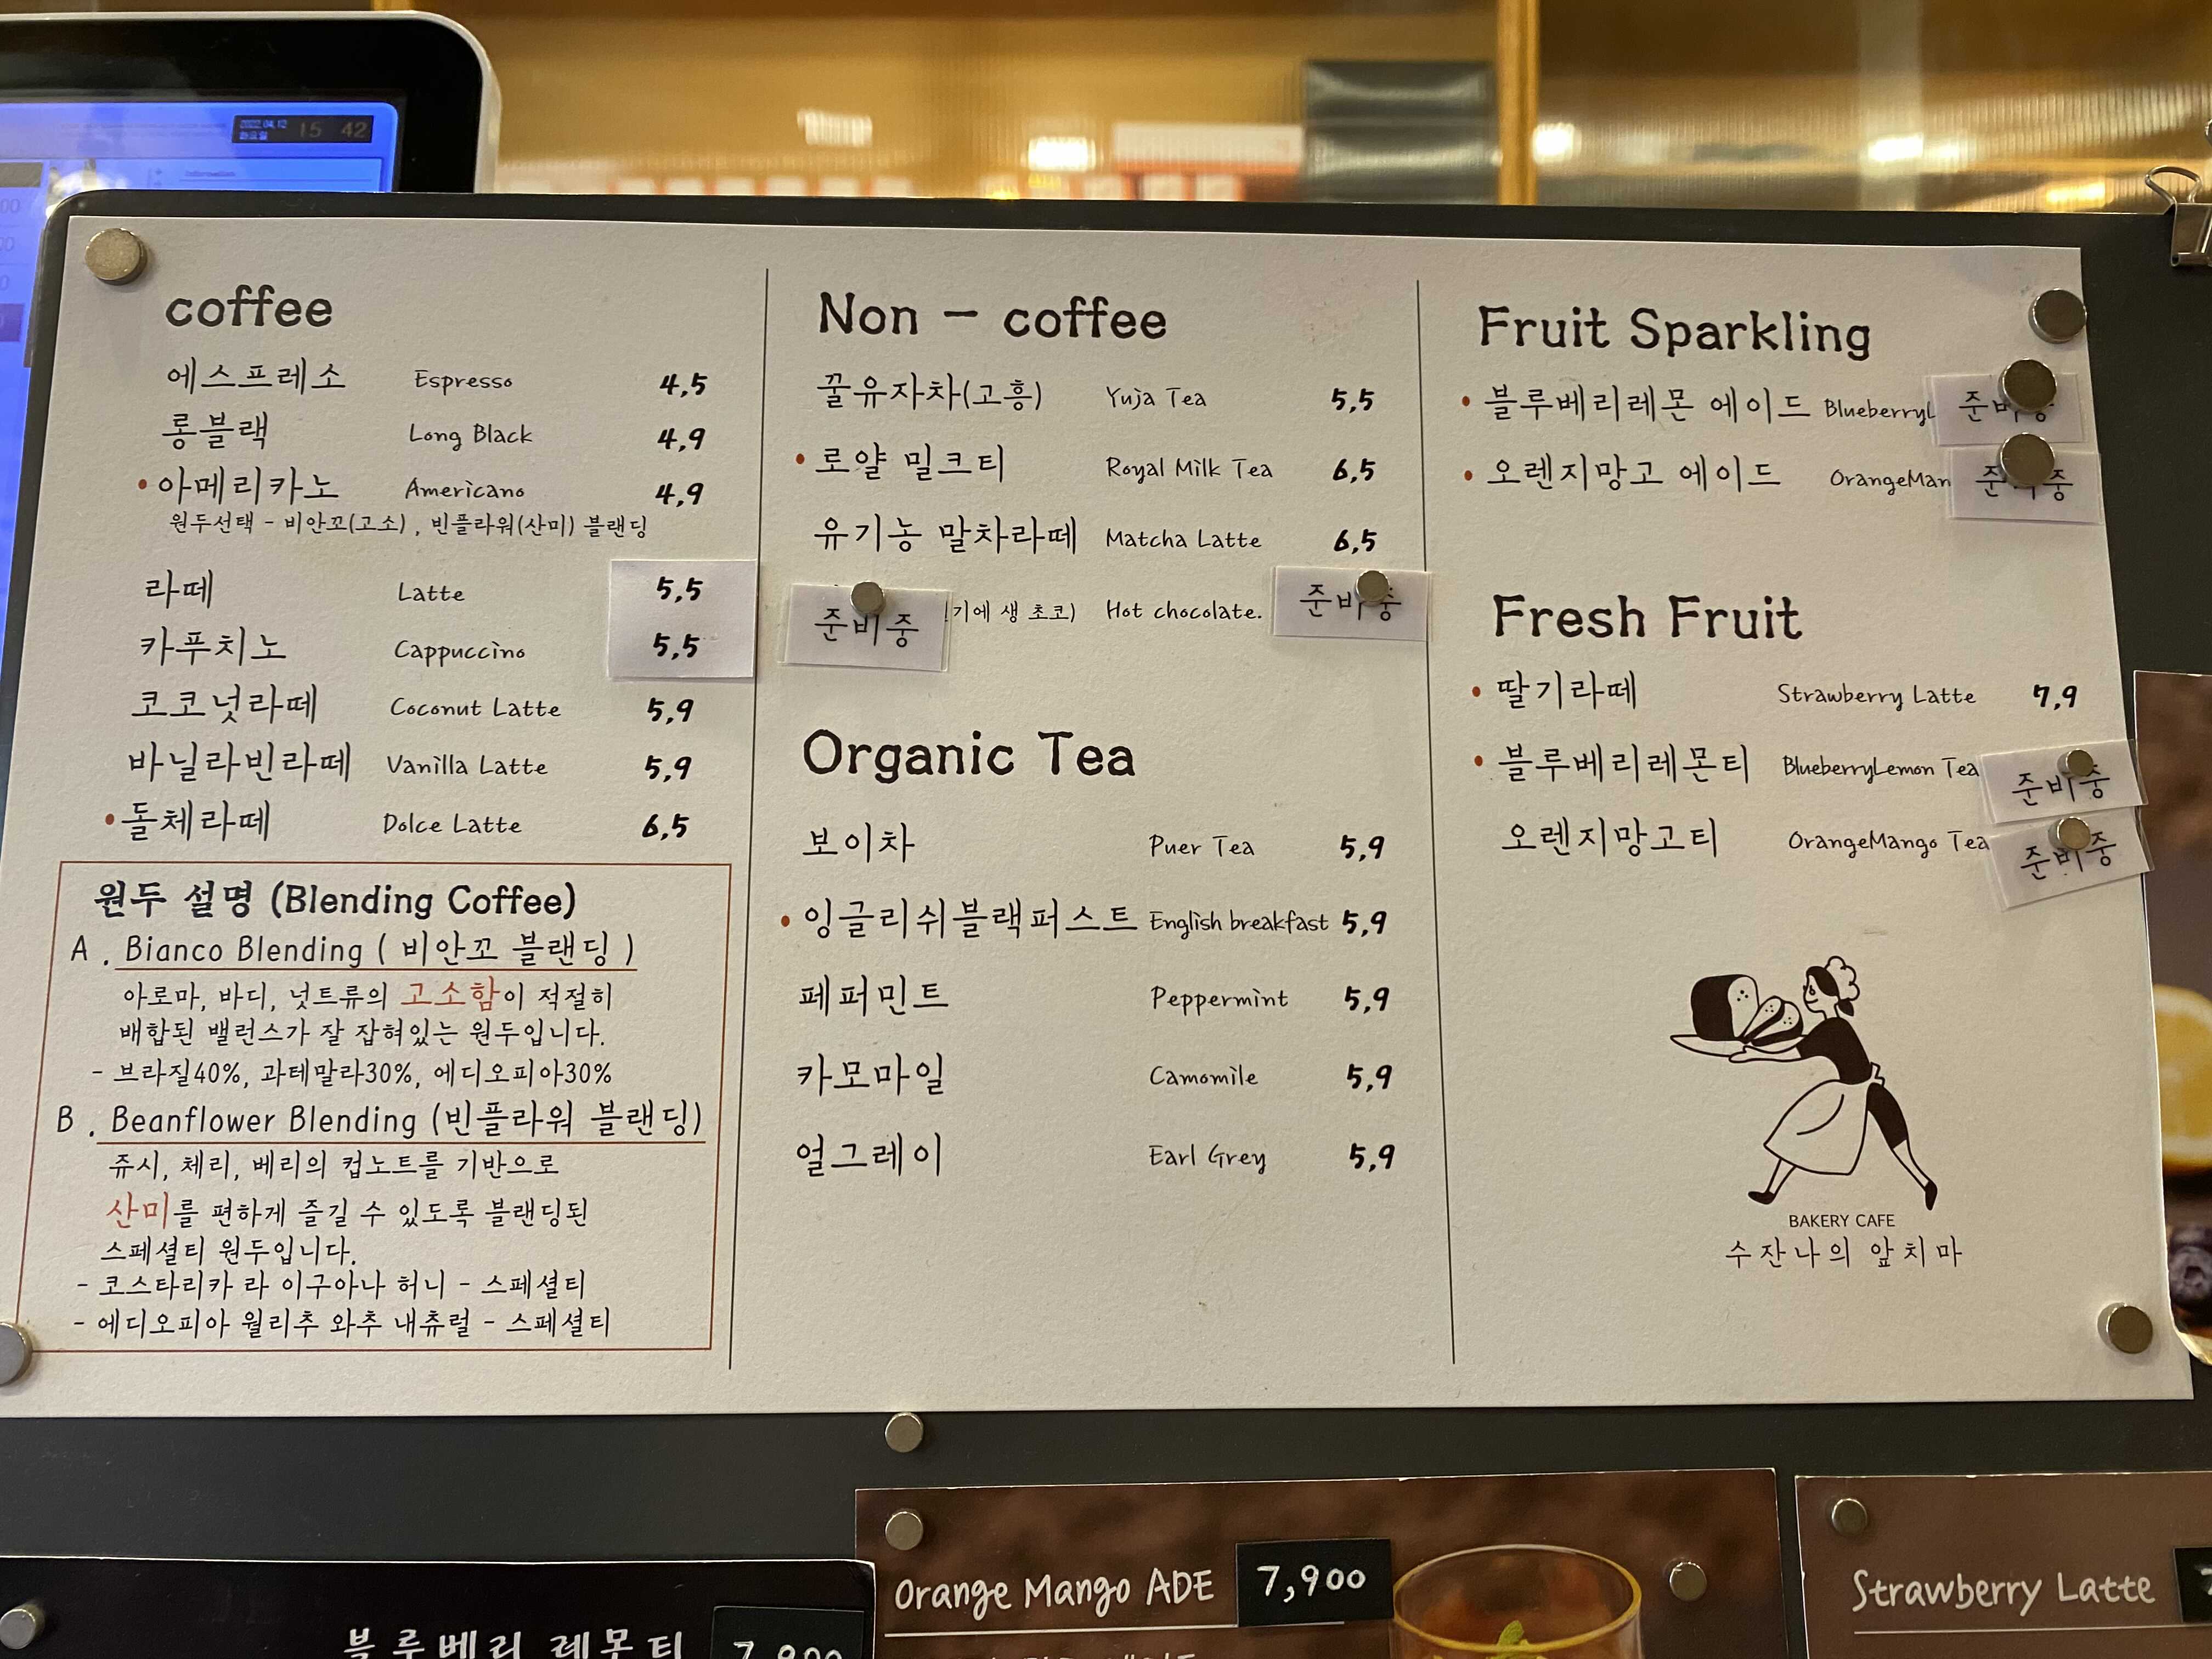 2022.04.12
화요일
15 42
coffee
에스프레소 Espresso 4,5
롱블랙 Long Black 4,9
•아메리카노 Americano 4,9
원두선택 - 비안꼬(고소) , 빈플라워(산미) 블랜딩
라떼 Latte 5,5
카푸치노 Cappuccino 5,5
코코넛라떼 Coconut Latte 5,9
바닐라빈라떼 Vanilla Latte 5,9
•돌체라떼 Dolce Latte 6,5
원두 설명 (Blending Coffee)
A . Bianco Blending ( 비안꼬 블랜딩 )
아로마, 바디, 넛트류의 고소함이 적절히
배합된 밸런스가 잘 잡혀있는 원두입니다.
- 브라질40%, 과테말라30%, 에디오피아30%
B . Beanflower Blending (빈플라워 블랜딩)
쥬시, 체리, 베리의 컵노트를 기반으로
산미를 편하게 즐길 수 있도록 블랜딩된
스페셜티 원두입니다.
- 코스타리카 라 이구아나 허니 - 스페셜티
- 에디오피아 월리추 와추 내츄럴 - 스페셜티
Non - coffee
꿀유자차(고흥) Yuja Tea 5,5
• 로얄 밀크티 Royal Milk Tea 6,5
유기농 말차라떼 Matcha Latte 6,5
준비중 기에 생 초코) Hot chocolate. 준비중
Organic Tea
보이차 Puer Tea 5,9
• 잉글리쉬블랙퍼스트 English breakfast 5,9
페퍼민트 Peppermint 5,9
카모마일 Camomile 5,9
얼그레이 Earl Grey 5,9
Fruit Sparkling
• 블루베리레몬 에이드 BlueberryL 준비중
• 오렌지망고 에이드 OrangeMan 준비중
Fresh Fruit
• 딸기라떼 Strawberry Latte 7,9
• 블루베리레몬티 BlueberryLemon Tea 준비중
오렌지망고티 OrangeMango Tea 준비중
BAKERY CAFE
수잔나의 앞치마
블루베리 레몬티 7,900
Orange Mango ADE 7,900
Strawberry Latte